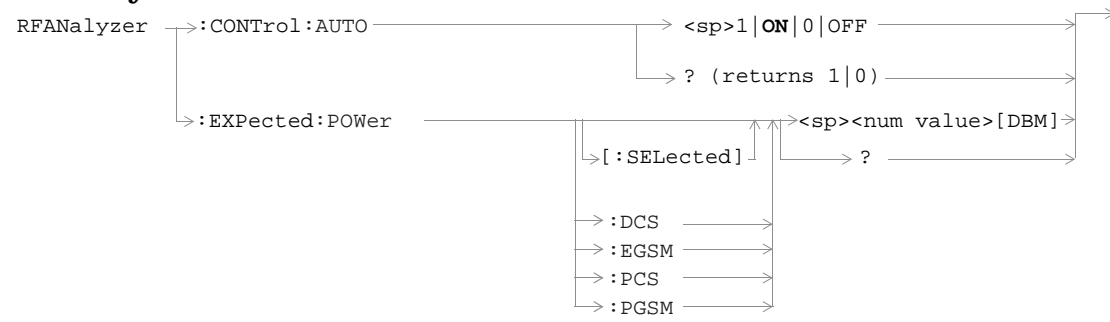 RFANalyzer :CONTrol:AUTO <sp>1|ON|0|OFF
? (returns 1|0)
:EXPected:POWer <sp><num value>[DBM]
[:SELected] ?
:DCS
:EGSM
:PCS
:PGSM